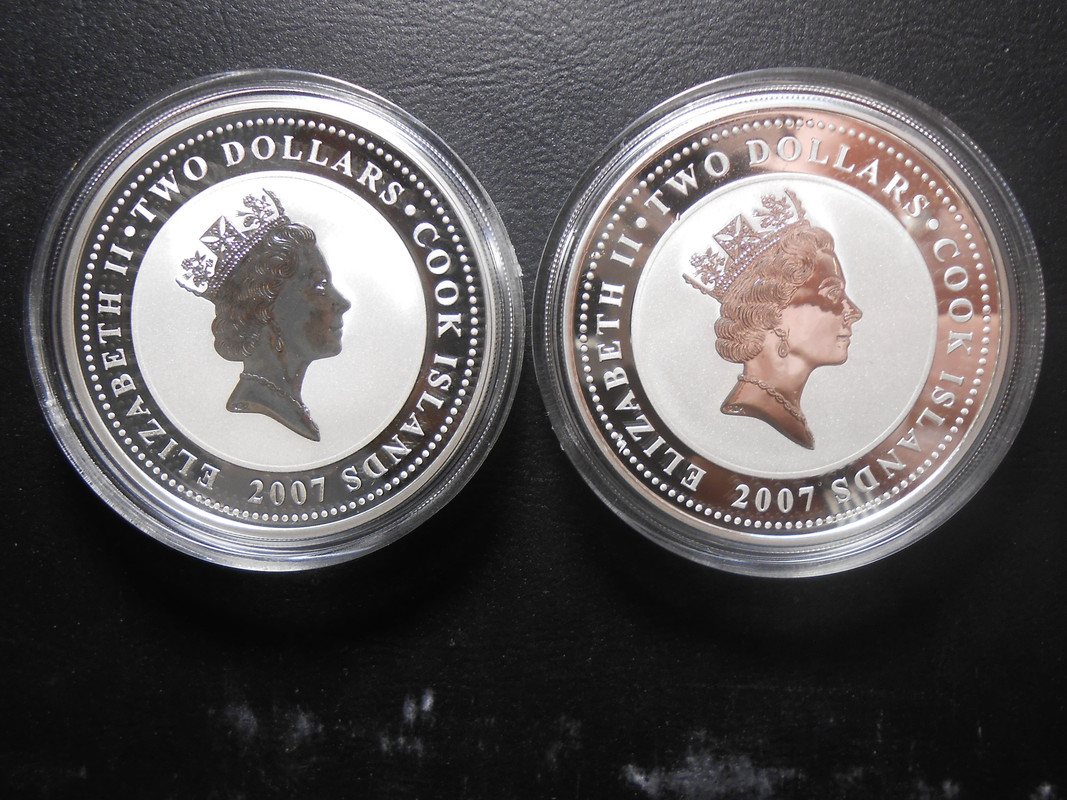 ELIZABETH II • TWO DOLLARS • COOK ISLANDS
2007
ELIZABETH II • TWO DOLLARS • COOK ISLANDS
2007